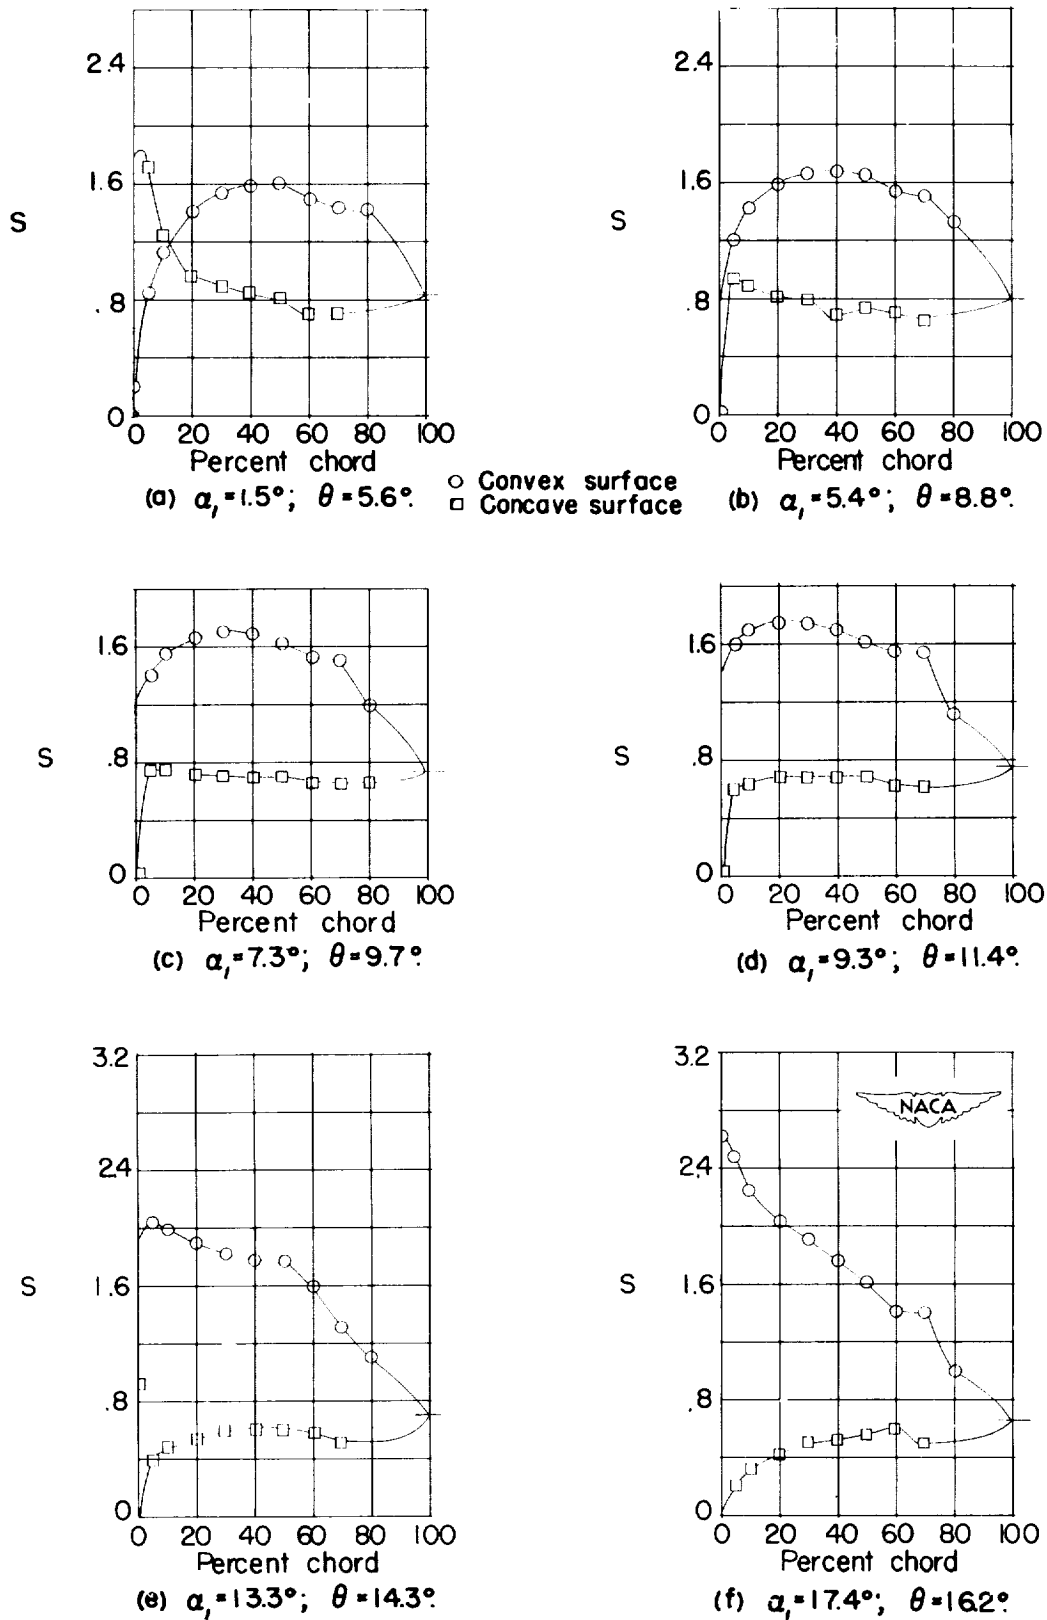 2.4
1.6
S
.8
0
0 20 40 60 80 100
Percent chord
(a) α₁=1.5°; θ=5.6°.
2.4
1.6
S
.8
0
0 20 40 60 80 100
Percent chord
(b) α₁=5.4°; θ=8.8°.
○ Convex surface
□ Concave surface
1.6
S
.8
0
0 20 40 60 80 100
Percent chord
(c) α₁=7.3°; θ=9.7°.
1.6
S
.8
0
0 20 40 60 80 100
Percent chord
(d) α₁=9.3°; θ=11.4°.
3.2
2.4
S
1.6
.8
0
0 20 40 60 80 100
Percent chord
(e) α₁=13.3°; θ=14.3°.
3.2
NACA
2.4
S
1.6
.8
0
0 20 40 60 80 100
Percent chord
(f) α₁=17.4°; θ=16.2°.